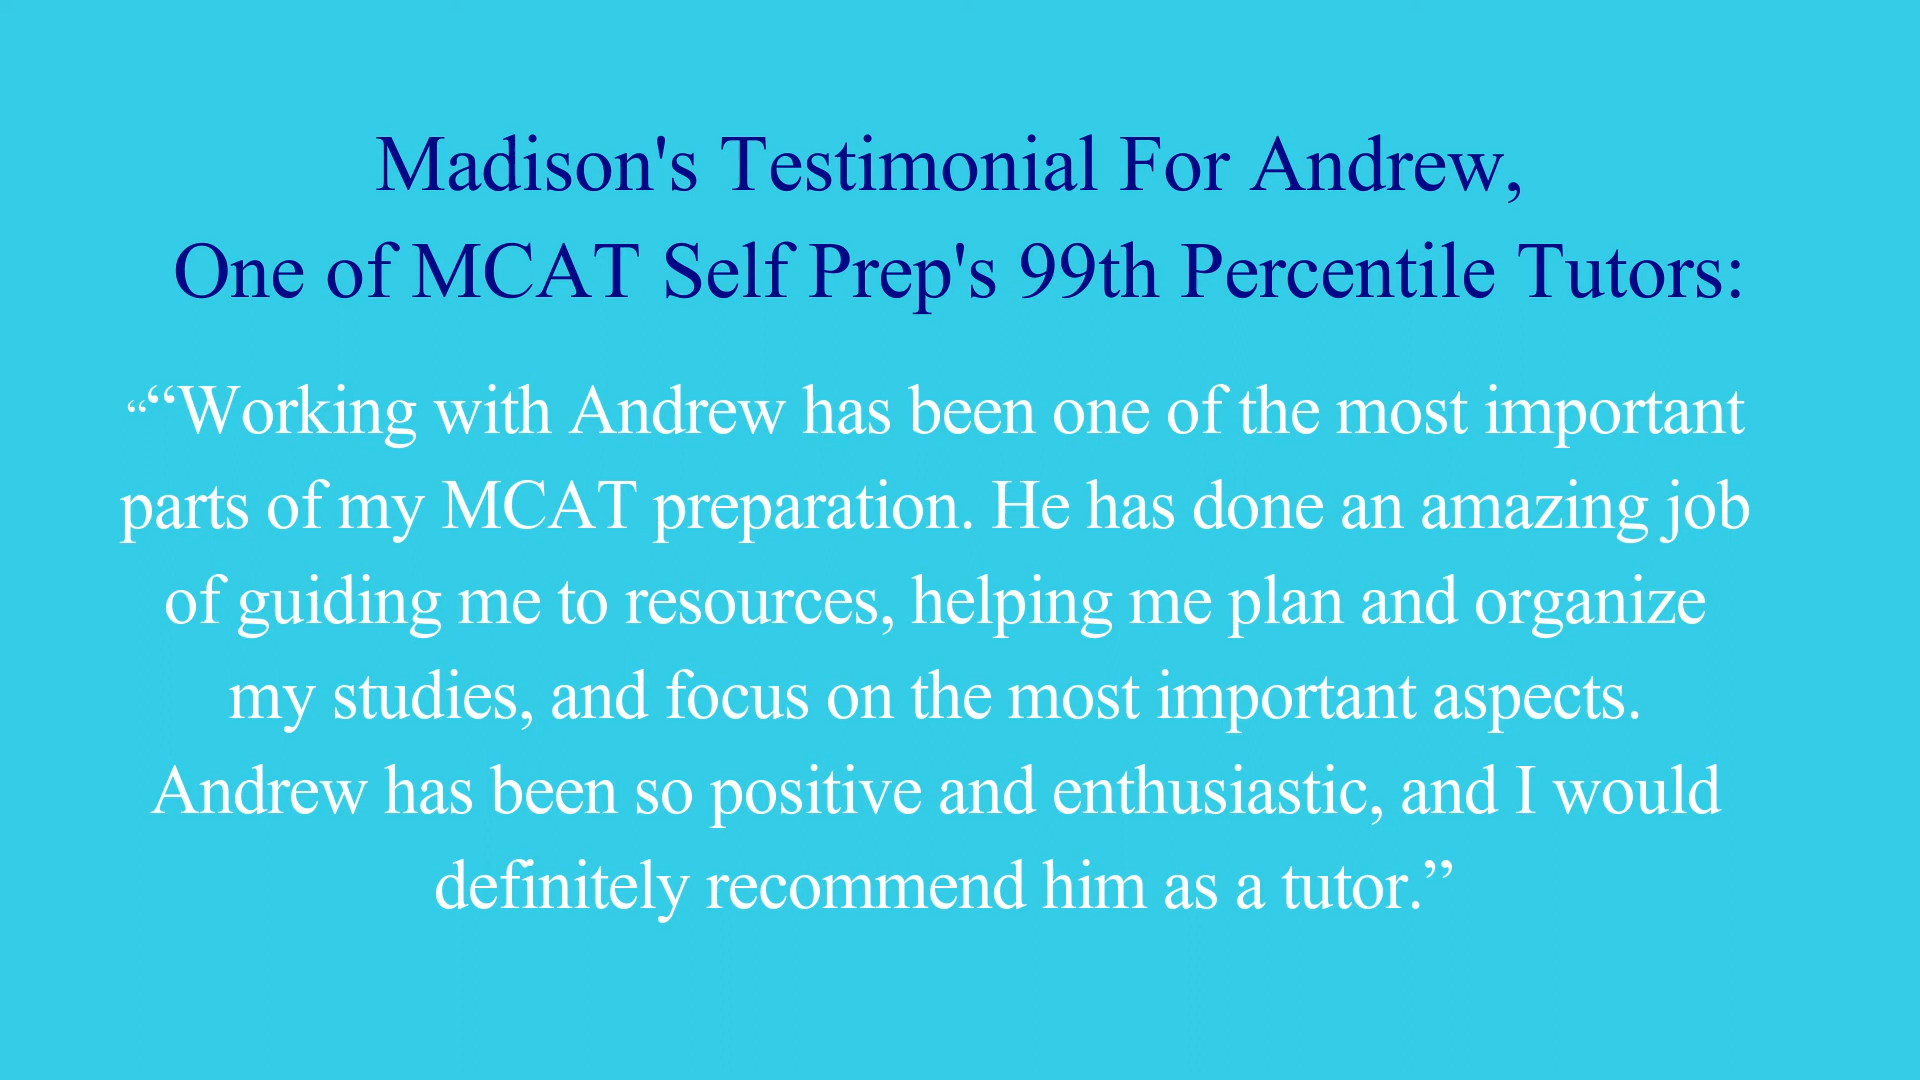 Madison's Testimonial For Andrew,
One of MCAT Self Prep's 99th Percentile Tutors:
““Working with Andrew has been one of the most important
parts of my MCAT preparation. He has done an amazing job
of guiding me to resources, helping me plan and organize
my studies, and focus on the most important aspects.
Andrew has been so positive and enthusiastic, and I would
definitely recommend him as a tutor.”